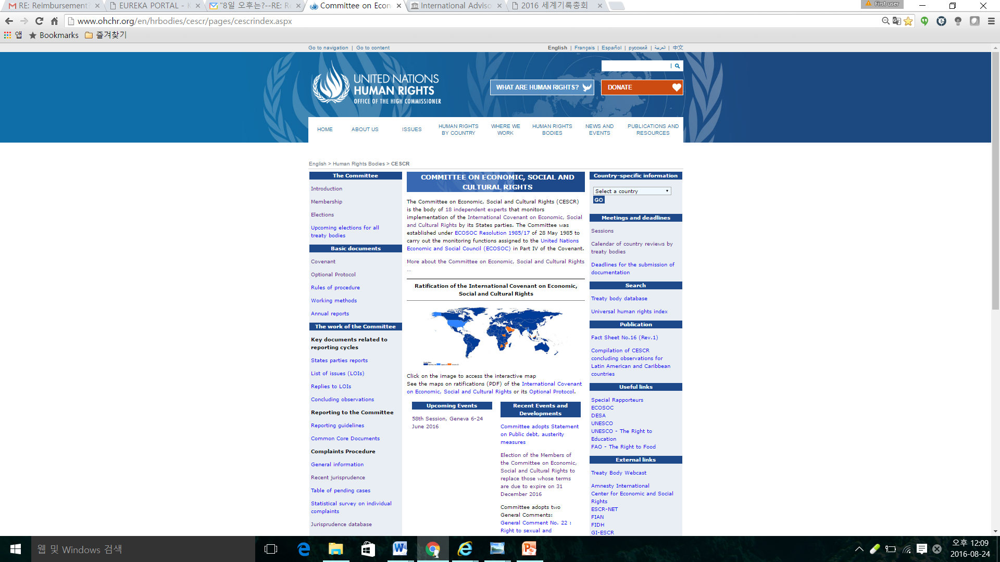 RE: Reimbursement?
EUREKA PORTAL - K
"8일 오후는?--RE: Re
Committee on Econ
International Adviso
2016 세계기록총회
First user
www.ohchr.org/en/hrbodies/cescr/pages/cescrindex.aspx
앱 Bookmarks 즐겨찾기
Go to navigation | Go to content
English | Français | Español | русский | العربية | 中文
UNITED NATIONS
HUMAN RIGHTS
OFFICE OF THE HIGH COMMISSIONER
WHAT ARE HUMAN RIGHTS?
DONATE
HOME
ABOUT US
ISSUES
HUMAN RIGHTS
BY COUNTRY
WHERE WE
WORK
HUMAN RIGHTS
BODIES
NEWS AND
EVENTS
PUBLICATIONS AND
RESOURCES
English > Human Rights Bodies > CESCR
The Committee
Introduction
Membership
Elections
Upcoming elections for all
treaty bodies
Basic documents
Covenant
Optional Protocol
Rules of procedure
Working methods
Annual reports
The work of the Committee
Key documents related to
reporting cycles
States parties reports
List of issues (LOIs)
Replies to LOIs
Concluding observations
Reporting to the Committee
Reporting guidelines
Common Core Documents
Complaints Procedure
General information
Recent jurisprudence
Table of pending cases
Statistical survey on individual
complaints
Jurisprudence database
COMMITTEE ON ECONOMIC, SOCIAL AND
CULTURAL RIGHTS
The Committee on Economic, Social and Cultural Rights (CESCR)
is the body of 18 independent experts that monitors
implementation of the International Covenant on Economic, Social
and Cultural Rights by its States parties. The Committee was
established under ECOSOC Resolution 1985/17 of 28 May 1985 to
carry out the monitoring functions assigned to the United Nations
Economic and Social Council (ECOSOC) in Part IV of the Covenant.
More about the Committee on Economic, Social and Cultural Rights
...
Ratification of the International Covenant on Economic,
Social and Cultural Rights
Click on the image to access the interactive map
See the maps on ratifications (PDF) of the International Covenant
on Economic, Social and Cultural Rights or its Optional Protocol.
Upcoming Events
58th Session, Geneva 6-24
June 2016
Recent Events and
Developments
Committee adopts Statement
on Public debt, austerity
measures
Election of the Members of
the Committee on Economic,
Social and Cultural Rights to
replace those whose terms
are due to expire on 31
December 2016
Committee adopts two
General Comments:
General Comment No. 22 :
Right to sexual and
Country-specific information
Select a country
GO
Meetings and deadlines
Sessions
Calendar of country reviews by
treaty bodies
Deadlines for the submission of
documentation
Search
Treaty body database
Universal human rights index
Publication
Fact Sheet No.16 (Rev.1)
Compilation of CESCR
concluding observations for
Latin American and Caribbean
countries
Useful links
Special Rapporteurs
ECOSOC
DESA
UNESCO
UNESCO - The Right to
Education
FAO - The Right to Food
External links
Treaty Body Webcast
Amnesty International
Center for Economic and Social
Rights
ESCR-NET
FIAN
FIDH
GI-ESCR
웹 및 Windows 검색
오후 12:09
2016-08-24